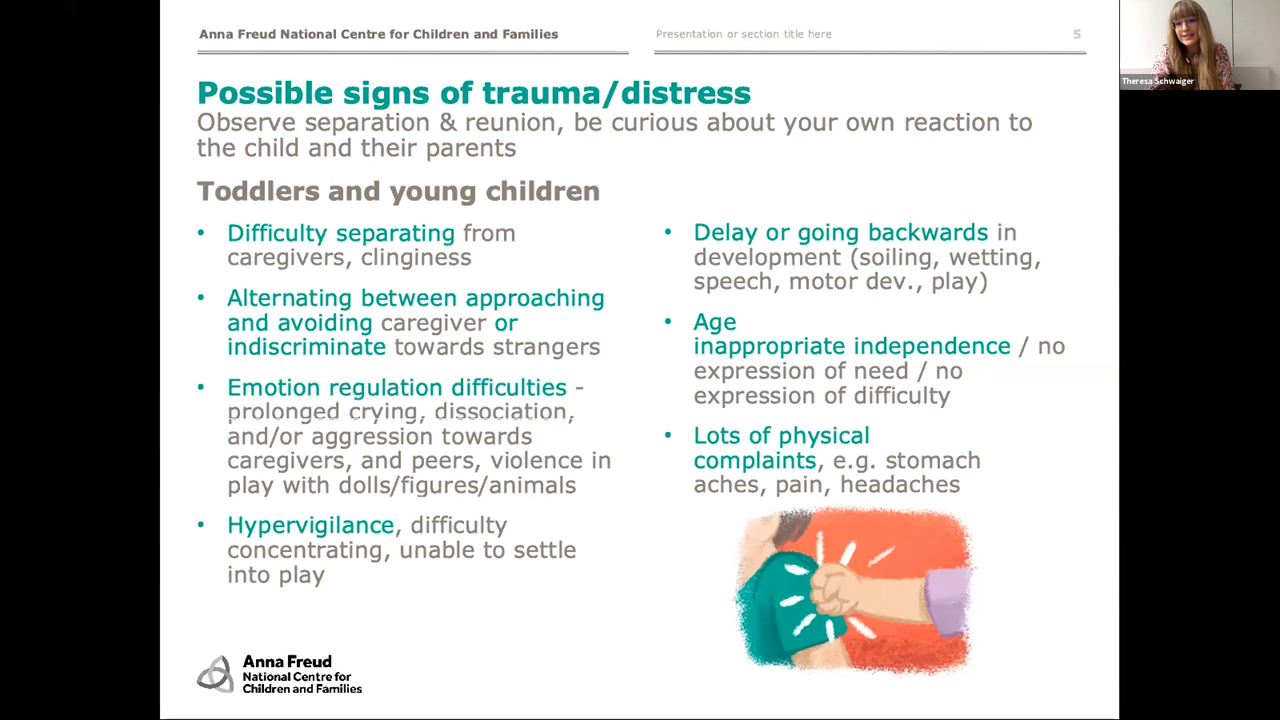 Anna Freud National Centre for Children and Families
Presentation or section title here
5
Theresa Schwaiger
Possible signs of trauma/distress
Observe separation & reunion, be curious about your own reaction to
the child and their parents
Toddlers and young children
• Difficulty separating from
caregivers, clinginess
• Alternating between approaching
and avoiding caregiver or
indiscriminate towards strangers
• Emotion regulation difficulties -
prolonged crying, dissociation,
and/or aggression towards
caregivers, and peers, violence in
play with dolls/figures/animals
• Hypervigilance, difficulty
concentrating, unable to settle
into play
• Delay or going backwards in
development (soiling, wetting,
speech, motor dev., play)
• Age
inappropriate independence / no
expression of need / no
expression of difficulty
• Lots of physical
complaints, e.g. stomach
aches, pain, headaches
Anna Freud
National Centre for
Children and Families